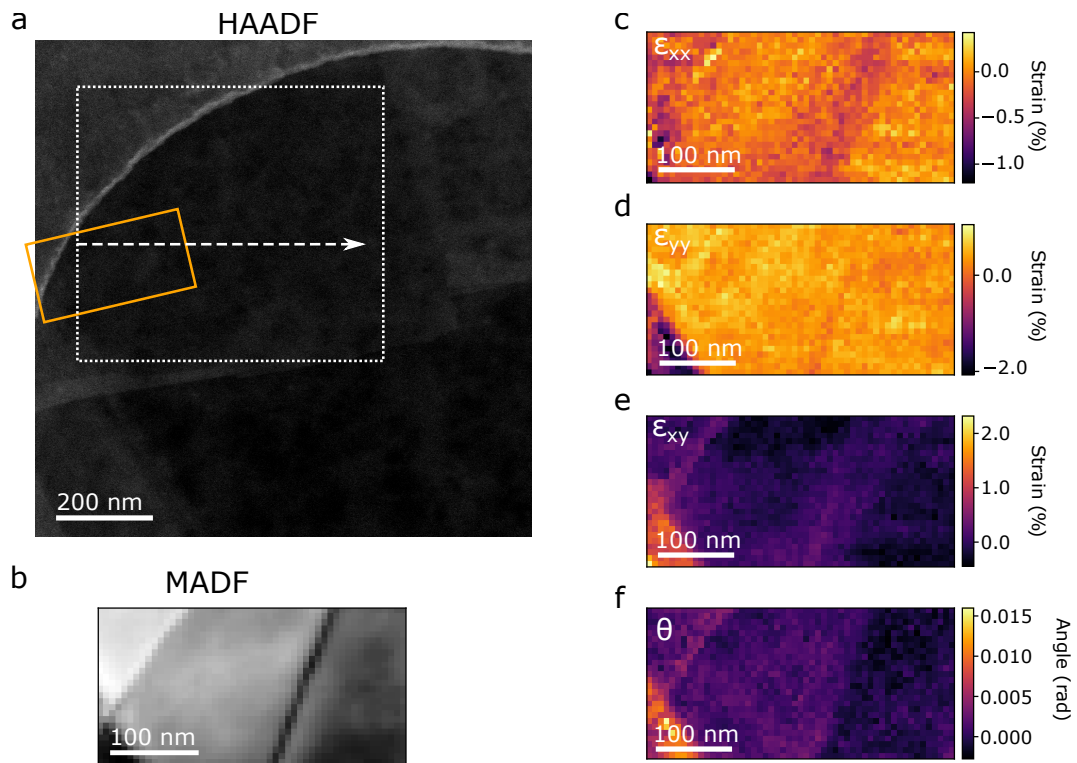 a
HAADF
200 nm
b
MADF
100 nm
c
εxx
100 nm
0.0
−0.5
−1.0
Strain (%)
d
εyy
100 nm
0.0
−2.0
Strain (%)
e
εxy
100 nm
2.0
1.0
0.0
Strain (%)
f
θ
100 nm
0.015
0.010
0.005
0.000
Angle (rad)